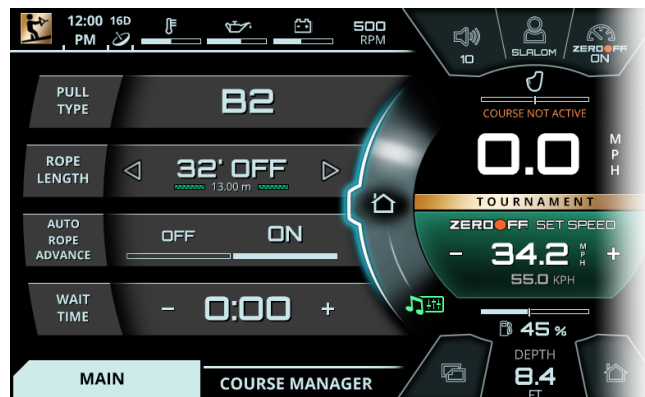 12:00 16D
PM
500
RPM
10
SLALOM
ZEROOFF
ON
PULL
TYPE
B2
COURSE NOT ACTIVE
0.0
MPH
ROPE
LENGTH
32' OFF
13.00 m
TOURNAMENT
AUTO
ROPE
ADVANCE
OFF ON
ZEROOFF SET SPEED
- 34.2 MPH +
55.0 KPH
WAIT
TIME
- 0:00 +
45 %
DEPTH
8.4
FT
MAIN
COURSE MANAGER